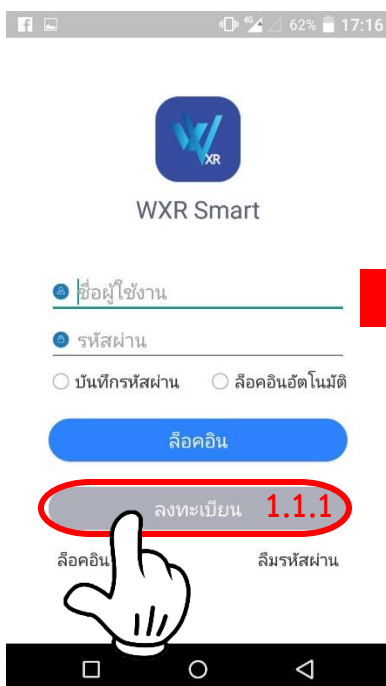 4G 62% 17:16
XR
WXR Smart
ชื่อผู้ใช้งาน
รหัสผ่าน
บันทึกรหัสผ่าน ล็อคอินอัตโนมัติ
ล็อคอิน
ลงทะเบียน 1.1.1
ล็อคอิน ลืมรหัสผ่าน